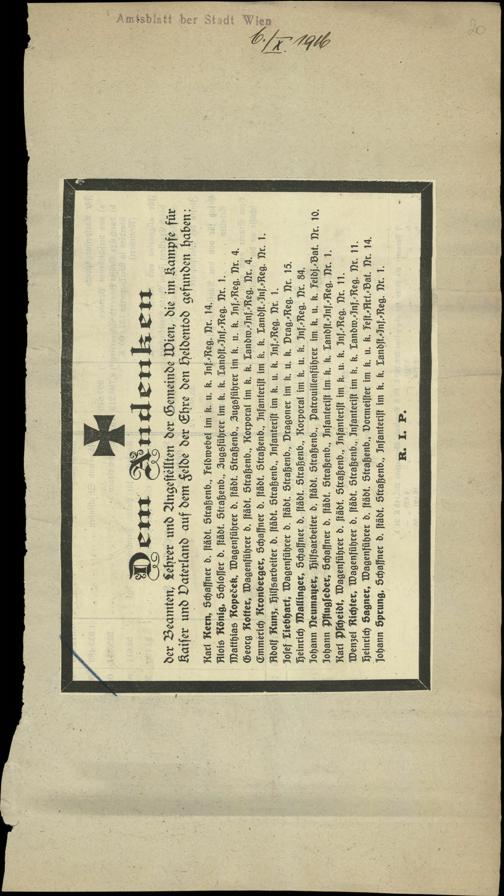 Amtsblatt der Stadt Wien
6./X. 1916
20
Dem Andenken
der Beamten, Lehrer und Angestellten der Gemeinde Wien, die im Kampfe für
Kaiser und Vaterland auf dem Felde der Ehre den Heldentod gefunden haben:
Karl Kern, Schaffner d. städt. Straßenb., Feldwebel im k. u. k. Inf.-Reg. Nr. 14.
Alois König, Schlosser d. städt. Straßenb., Zugsführer im k. k. Landst.-Inf.-Reg. Nr. 1.
Matthias Kopeček, Wagenführer d. städt. Straßenb., Zugsführer im k. u. k. Inf.-Reg. Nr. 4.
Georg Kotter, Wagenführer d. städt. Straßenb., Korporal im k. k. Landw.-Inf.-Reg. Nr. 4.
Emmerich Kronberger, Schaffner d. städt. Straßenb., Infanterist im k. k. Landst.-Inf.-Reg. Nr. 1.
Adolf Kunz, Hilfsarbeiter d. städt. Straßenb., Infanterist im k. u. k. Inf.-Reg. Nr. 1.
Josef Liebhart, Wagenführer d. städt. Straßenb., Dragoner im k. u. k. Drag.-Reg. Nr. 15.
Heinrich Mattinger, Schaffner d. städt. Straßenb., Korporal im k. u. k. Inf.-Reg. Nr. 84.
Johann Neumayer, Hilfsarbeiter d. städt. Straßenb., Patrouillenführer im k. u. k. Feldj.-Bat. Nr. 10.
Johann Pflugfeder, Schaffner d. städt. Straßenb., Infanterist im k. k. Landst.-Inf.-Reg. Nr. 1.
Karl Pscheidt, Wagenführer d. städt. Straßenb., Infanterist im k. u. k. Inf.-Reg. Nr. 11.
Wenzel Richter, Wagenführer d. städt. Straßenb., Infanterist im k. k. Landw.-Inf.-Reg. Nr. 11.
Heinrich Sagner, Wagenführer d. städt. Straßenb., Vormeister im k. u. k. Fest.-Art.-Bat. Nr. 14.
Johann Sprung, Schaffner d. städt. Straßenb., Infanterist im k. k. Landst.-Inf.-Reg. Nr. 1.
R. I. P.